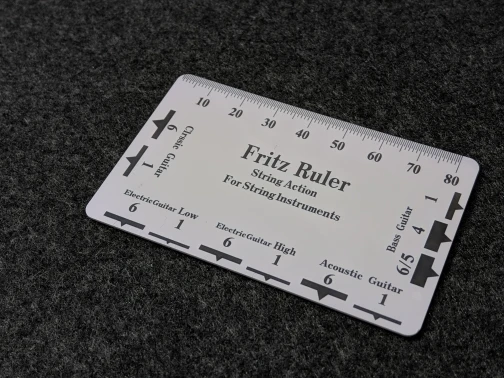 10 20 30 40 50 60 70 80
Fritz Ruler
String Action
For String Instruments
Clrssic Guitar
6 1
Electric Guitar Low
6 1
Electric Guitar High
6 1
Acoustic Guitar
6 1
Bass Guitar
6/5 4 1